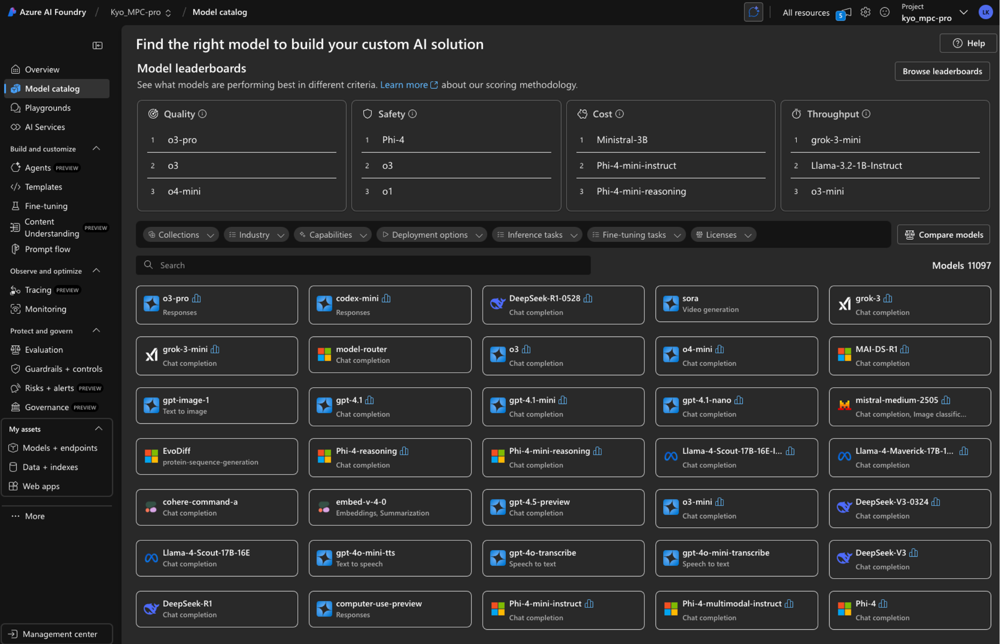 Azure AI Foundry / Kyo_MPC-pro / Model catalog
All resources
5
Project
kyo_mpc-pro
LK
Overview
Model catalog
Playgrounds
AI Services
Build and customize
Agents PREVIEW
Templates
Fine-tuning
Content
Understanding PREVIEW
Prompt flow
Observe and optimize
Tracing PREVIEW
Monitoring
Protect and govern
Evaluation
Guardrails + controls
Risks + alerts PREVIEW
Governance PREVIEW
My assets
Models + endpoints
Data + indexes
Web apps
More
Management center
Find the right model to build your custom AI solution
Help
Model leaderboards
See what models are performing best in different criteria. Learn more about our scoring methodology.
Browse leaderboards
Quality
1 o3-pro
2 o3
3 o4-mini
Safety
1 Phi-4
2 o3
3 o1
Cost
1 Ministral-3B
2 Phi-4-mini-instruct
3 Phi-4-mini-reasoning
Throughput
1 grok-3-mini
2 Llama-3.2-1B-Instruct
3 o3-mini
Collections Industry Capabilities Deployment options Inference tasks Fine-tuning tasks Licenses
Compare models
Search
Models 11097
o3-pro
Responses
codex-mini
Responses
DeepSeek-R1-0528
Chat completion
sora
Video generation
grok-3
Chat completion
grok-3-mini
Chat completion
model-router
Chat completion
o3
Chat completion
o4-mini
Chat completion
MAI-DS-R1
Chat completion
gpt-image-1
Text to image
gpt-4.1
Chat completion
gpt-4.1-mini
Chat completion
gpt-4.1-nano
Chat completion
mistral-medium-2505
Chat completion, Image classific...
EvoDiff
protein-sequence-generation
Phi-4-reasoning
Chat completion
Phi-4-mini-reasoning
Chat completion
Llama-4-Scout-17B-16E-I...
Chat completion
Llama-4-Maverick-17B-1...
Chat completion
cohere-command-a
Chat completion
embed-v-4-0
Embeddings, Summarization
gpt-4.5-preview
Chat completion
o3-mini
Chat completion
DeepSeek-V3-0324
Chat completion
Llama-4-Scout-17B-16E
Chat completion
gpt-4o-mini-tts
Text to speech
gpt-4o-transcribe
Speech to text
gpt-4o-mini-transcribe
Speech to text
DeepSeek-V3
Chat completion
DeepSeek-R1
Chat completion
computer-use-preview
Responses
Phi-4-mini-instruct
Chat completion
Phi-4-multimodal-instruct
Chat completion
Phi-4
Chat completion